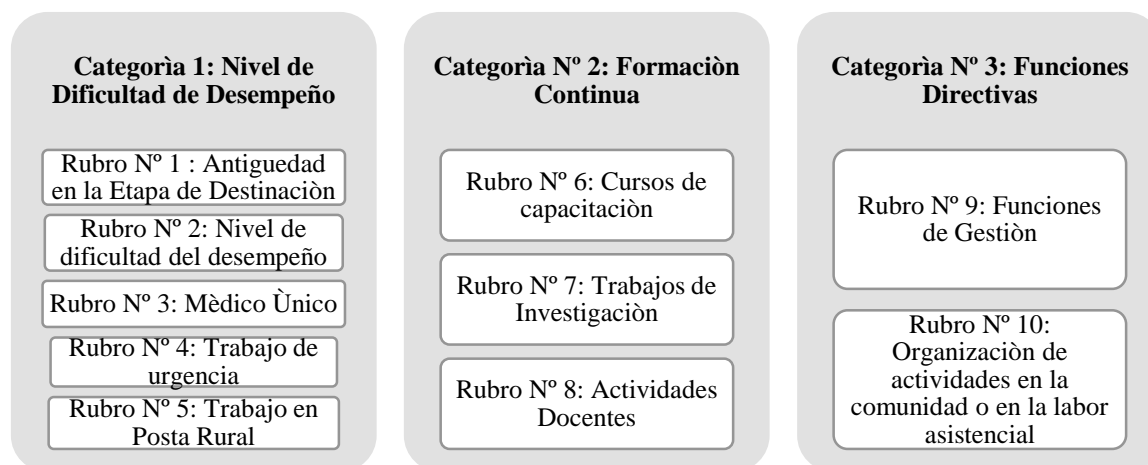 Categorìa 1: Nivel de
Dificultad de Desempeño
Rubro Nº 1 : Antiguedad
en la Etapa de Destinaciòn
Rubro Nº 2: Nivel de
dificultad del desempeño
Rubro Nº 3: Mèdico Ùnico
Rubro Nº 4: Trabajo de
urgencia
Rubro Nº 5: Trabajo en
Posta Rural
Categorìa Nº 2: Formaciòn
Continua
Rubro Nº 6: Cursos de
capacitaciòn
Rubro Nº 7: Trabajos de
Investigaciòn
Rubro Nº 8: Actividades
Docentes
Categorìa Nº 3: Funciones
Directivas
Rubro Nº 9: Funciones
de Gestiòn
Rubro Nº 10:
Organizaciòn de
actividades en la
comunidad o en la labor
asistencial